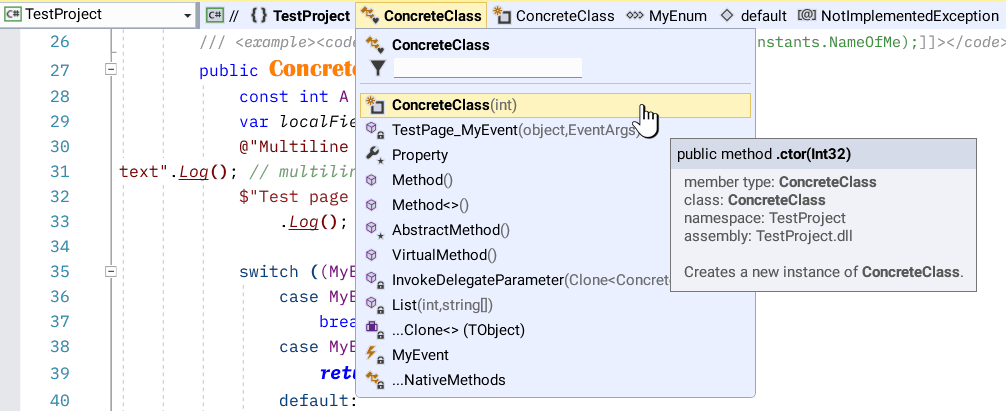 C# TestProject C# // { } TestProject ConcreteClass ConcreteClass MyEnum default NotImplementedException
26 /// <example><code nstants.NameOfMe);]]></code>
27 public Concrete
28 const int A
29 var localFie
30 @"Multiline
31 text".Log(); // multilin
32 $"Test page
33 .Log();
34
35 switch ((MyE
36 case MyE
37 brea
38 case MyE
39 retu
40 default:
ConcreteClass
ConcreteClass(int)
TestPage_MyEvent(object,EventArgs)
Property
Method()
Method<>()
AbstractMethod()
VirtualMethod()
InvokeDelegateParameter(Clone<Concre
List(int,string[])
...Clone<> (TObject)
MyEvent
...NativeMethods
public method .ctor(Int32)
member type: ConcreteClass
class: ConcreteClass
namespace: TestProject
assembly: TestProject.dll
Creates a new instance of ConcreteClass.